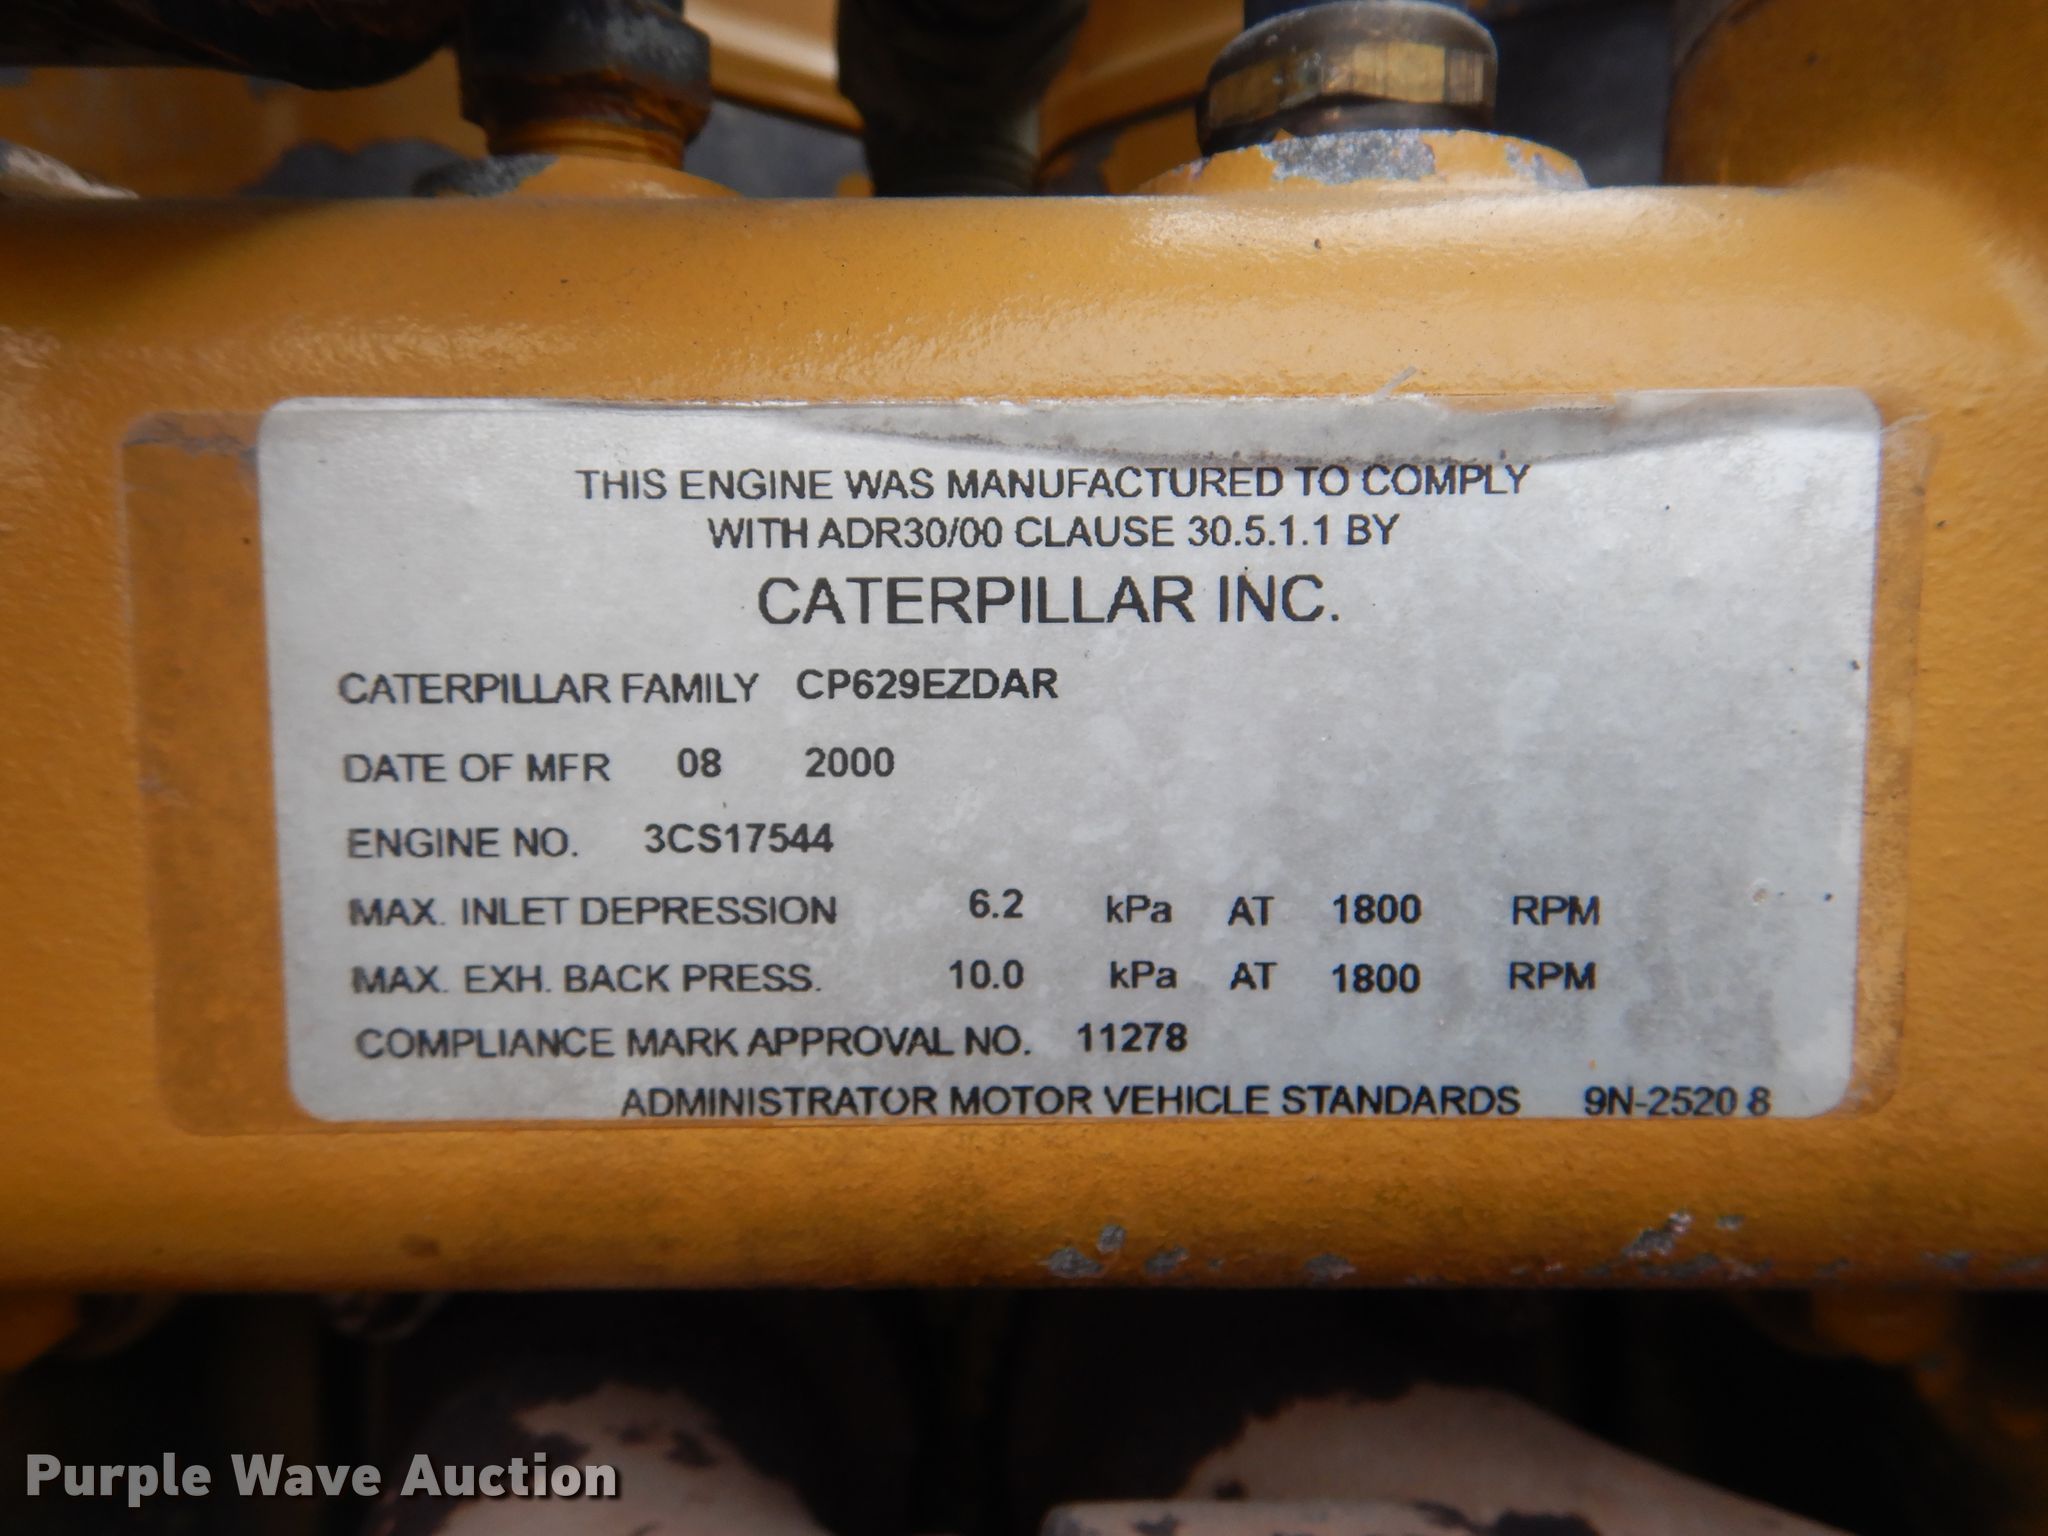 THIS ENGINE WAS MANUFACTURED TO COMPLY
WITH ADR30/00 CLAUSE 30.5.1.1 BY
CATERPILLAR INC.
CATERPILLAR FAMILY CP629EZDAR
DATE OF MFR 08 2000
ENGINE NO. 3CS17544
MAX. INLET DEPRESSION 6.2 kPa AT 1800 RPM
MAX. EXH. BACK PRESS. 10.0 kPa AT 1800 RPM
COMPLIANCE MARK APPROVAL NO. 11278
ADMINISTRATOR MOTOR VEHICLE STANDARDS 9N-2520 8
Purple Wave Auction